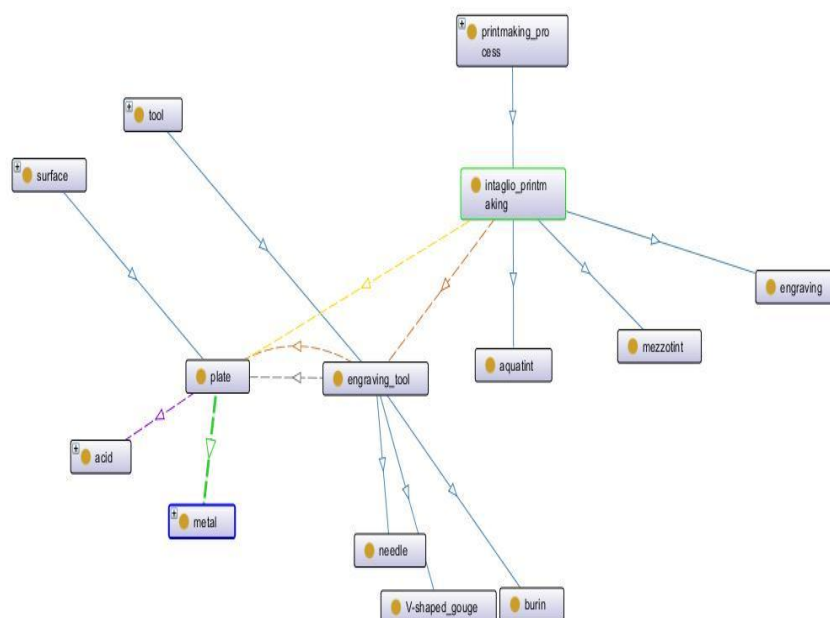 printmaking_pro
cess
tool
surface
intaglio_printm
aking
engraving
mezzotint
aquatint
plate
engraving_tool
acid
metal
needle
V-shaped_gouge
burin